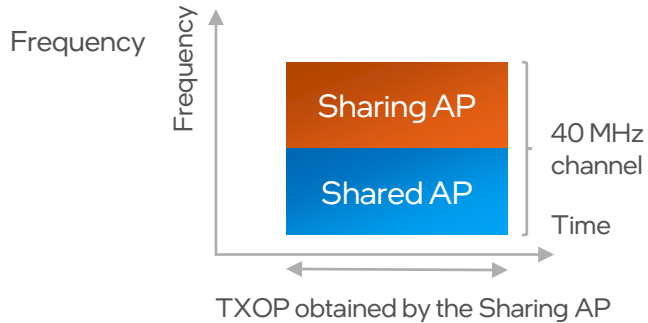 Frequency
Frequency
Sharing AP
Shared AP
40 MHz
channel
Time
TXOP obtained by the Sharing AP